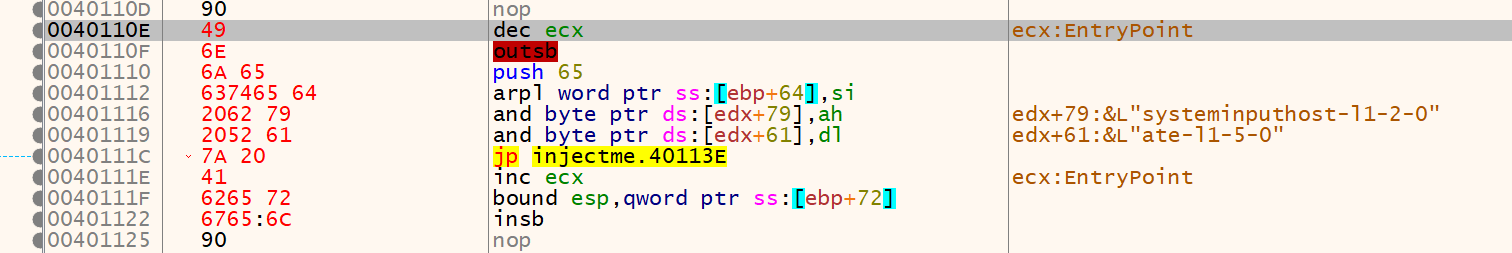 0040110D 90 nop
0040110E 49 dec ecx ecx:EntryPoint
0040110F 6E outsb
00401110 6A 65 push 65
00401112 637465 64 arpl word ptr ss:[ebp+64],si
00401116 2062 79 and byte ptr ds:[edx+79],ah edx+79:&L"systeminputhost-l1-2-0"
00401119 2052 61 and byte ptr ds:[edx+61],dl edx+61:&L"ate-l1-5-0"
0040111C 7A 20 jp injectme.40113E
0040111E 41 inc ecx ecx:EntryPoint
0040111F 6265 72 bound esp,qword ptr ss:[ebp+72]
00401122 6765:6C insb
00401125 90 nop